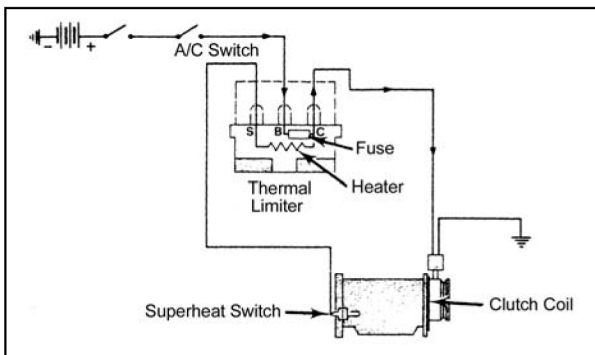 − +
A/C Switch
S B C
Fuse
Heater
Thermal
Limiter
Superheat Switch
Clutch Coil